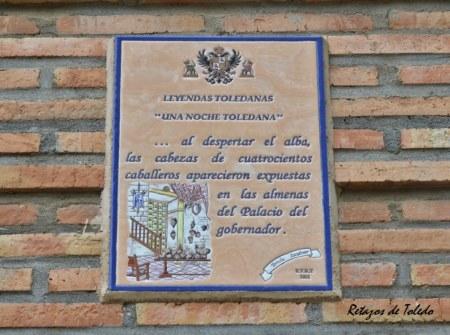 LEYENDAS TOLEDANAS
"UNA NOCHE TOLEDANA"
... al despertar el alba,
las cabezas de cuatrocientos
caballeros aparecieron expuestas
en las almenas
del Palacio del
gobernador.
Retazos de Toledo